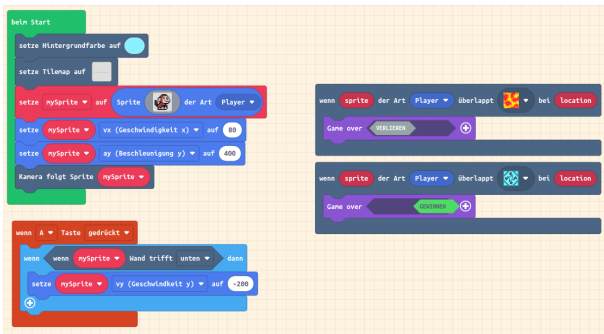 beim Start
setze Hintergrundfarbe auf
setze Tilemap auf
setze mySprite auf Sprite der Art Player
setze mySprite vx (Geschwindigkeit x) auf 80
setze mySprite ay (Beschleunigung y) auf 400
Kamera folgt Sprite mySprite
wenn A Taste gedrückt
wenn wenn mySprite Wand trifft unten dann
setze mySprite vy (Geschwindkeit y) auf -200
wenn sprite der Art Player überlappt bei location
Game over VERLIEREN
wenn sprite der Art Player überlappt bei location
Game over GEWINNEN